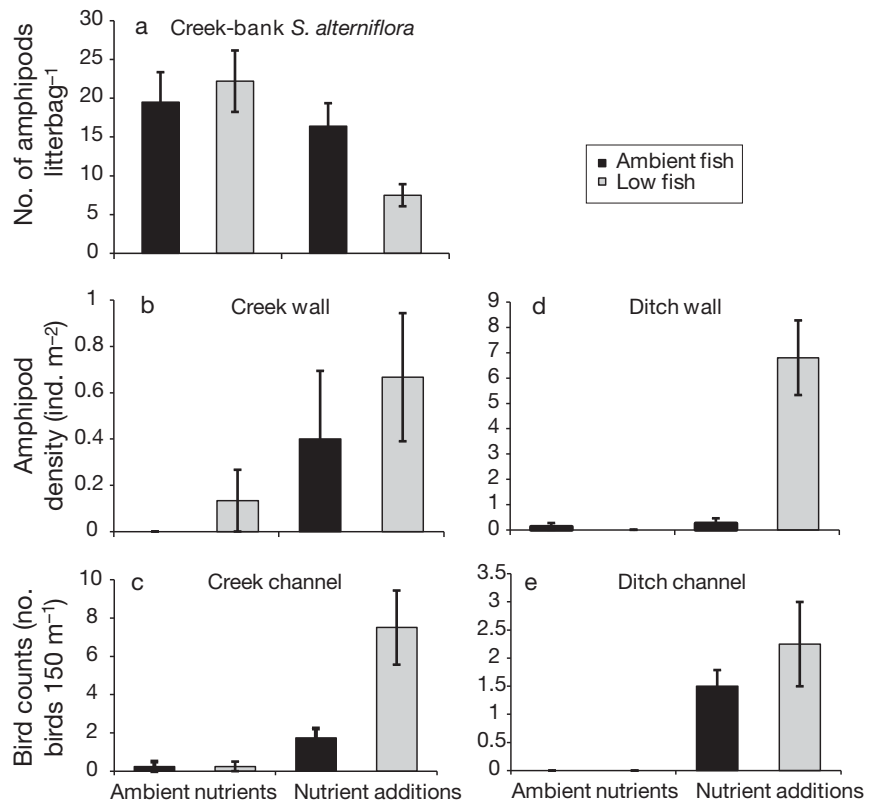 a Creek-bank S. alterniflora
No. of amphipods
litterbag–1
30
25
20
15
10
5
0
Ambient fish
Low fish
b Creek wall
Amphipod
density (ind. m–2)
1
0.8
0.6
0.4
0.2
0
d Ditch wall
9
8
7
6
5
4
3
2
1
0
c Creek channel
Bird counts (no.
birds 150 m–1)
10
8
6
4
2
0
Ambient nutrients Nutrient additions
e Ditch channel
3.5
3
2.5
2
1.5
1
0.5
0
Ambient nutrients Nutrient additions